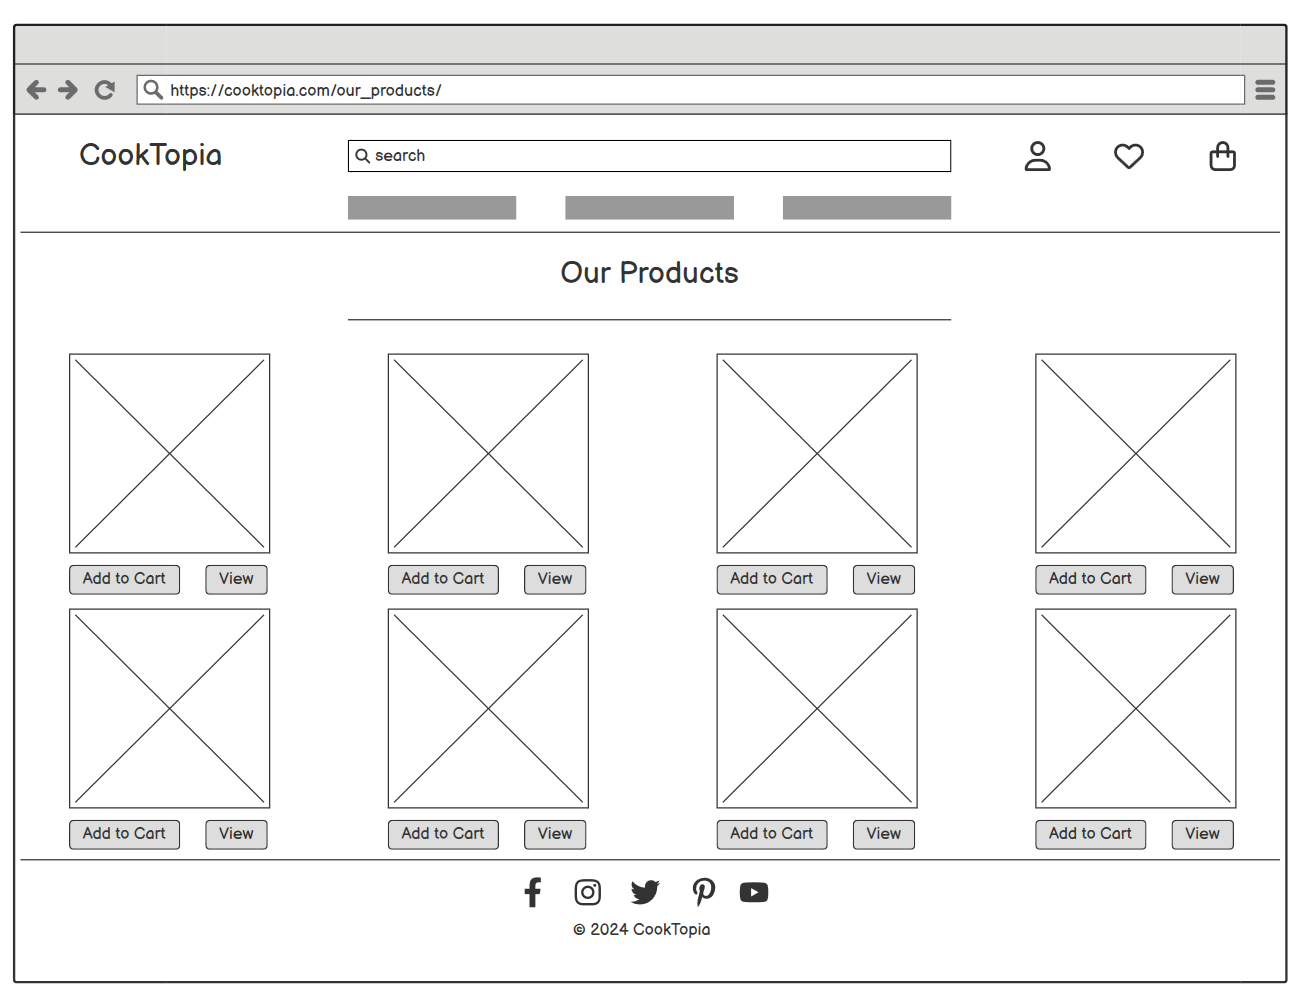 https://cooktopia.com/our_products/
CookTopia
search
Our Products
Add to Cart View Add to Cart View Add to Cart View Add to Cart View
Add to Cart View Add to Cart View Add to Cart View Add to Cart View
© 2024 CookTopia